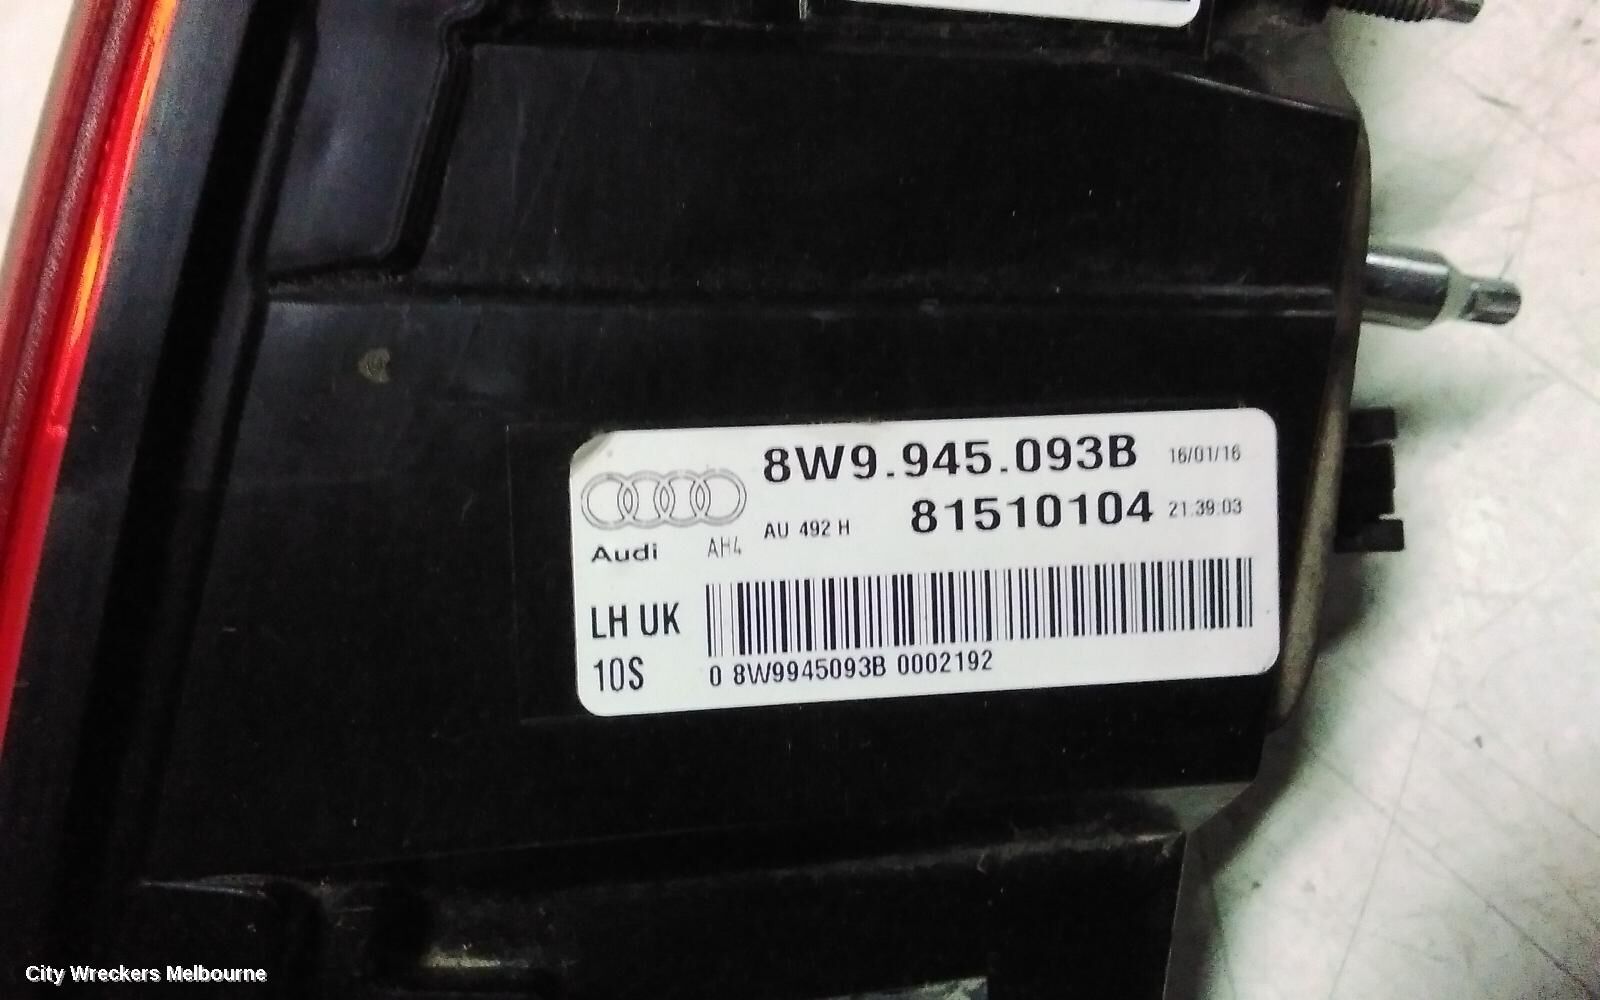 8W9.945.093B 16/01/16
81510104 21:39:03
AU 492 H
Audi AH4
LH UK
10S
0 8W9945093B 0002192
City Wreckers Melbourne